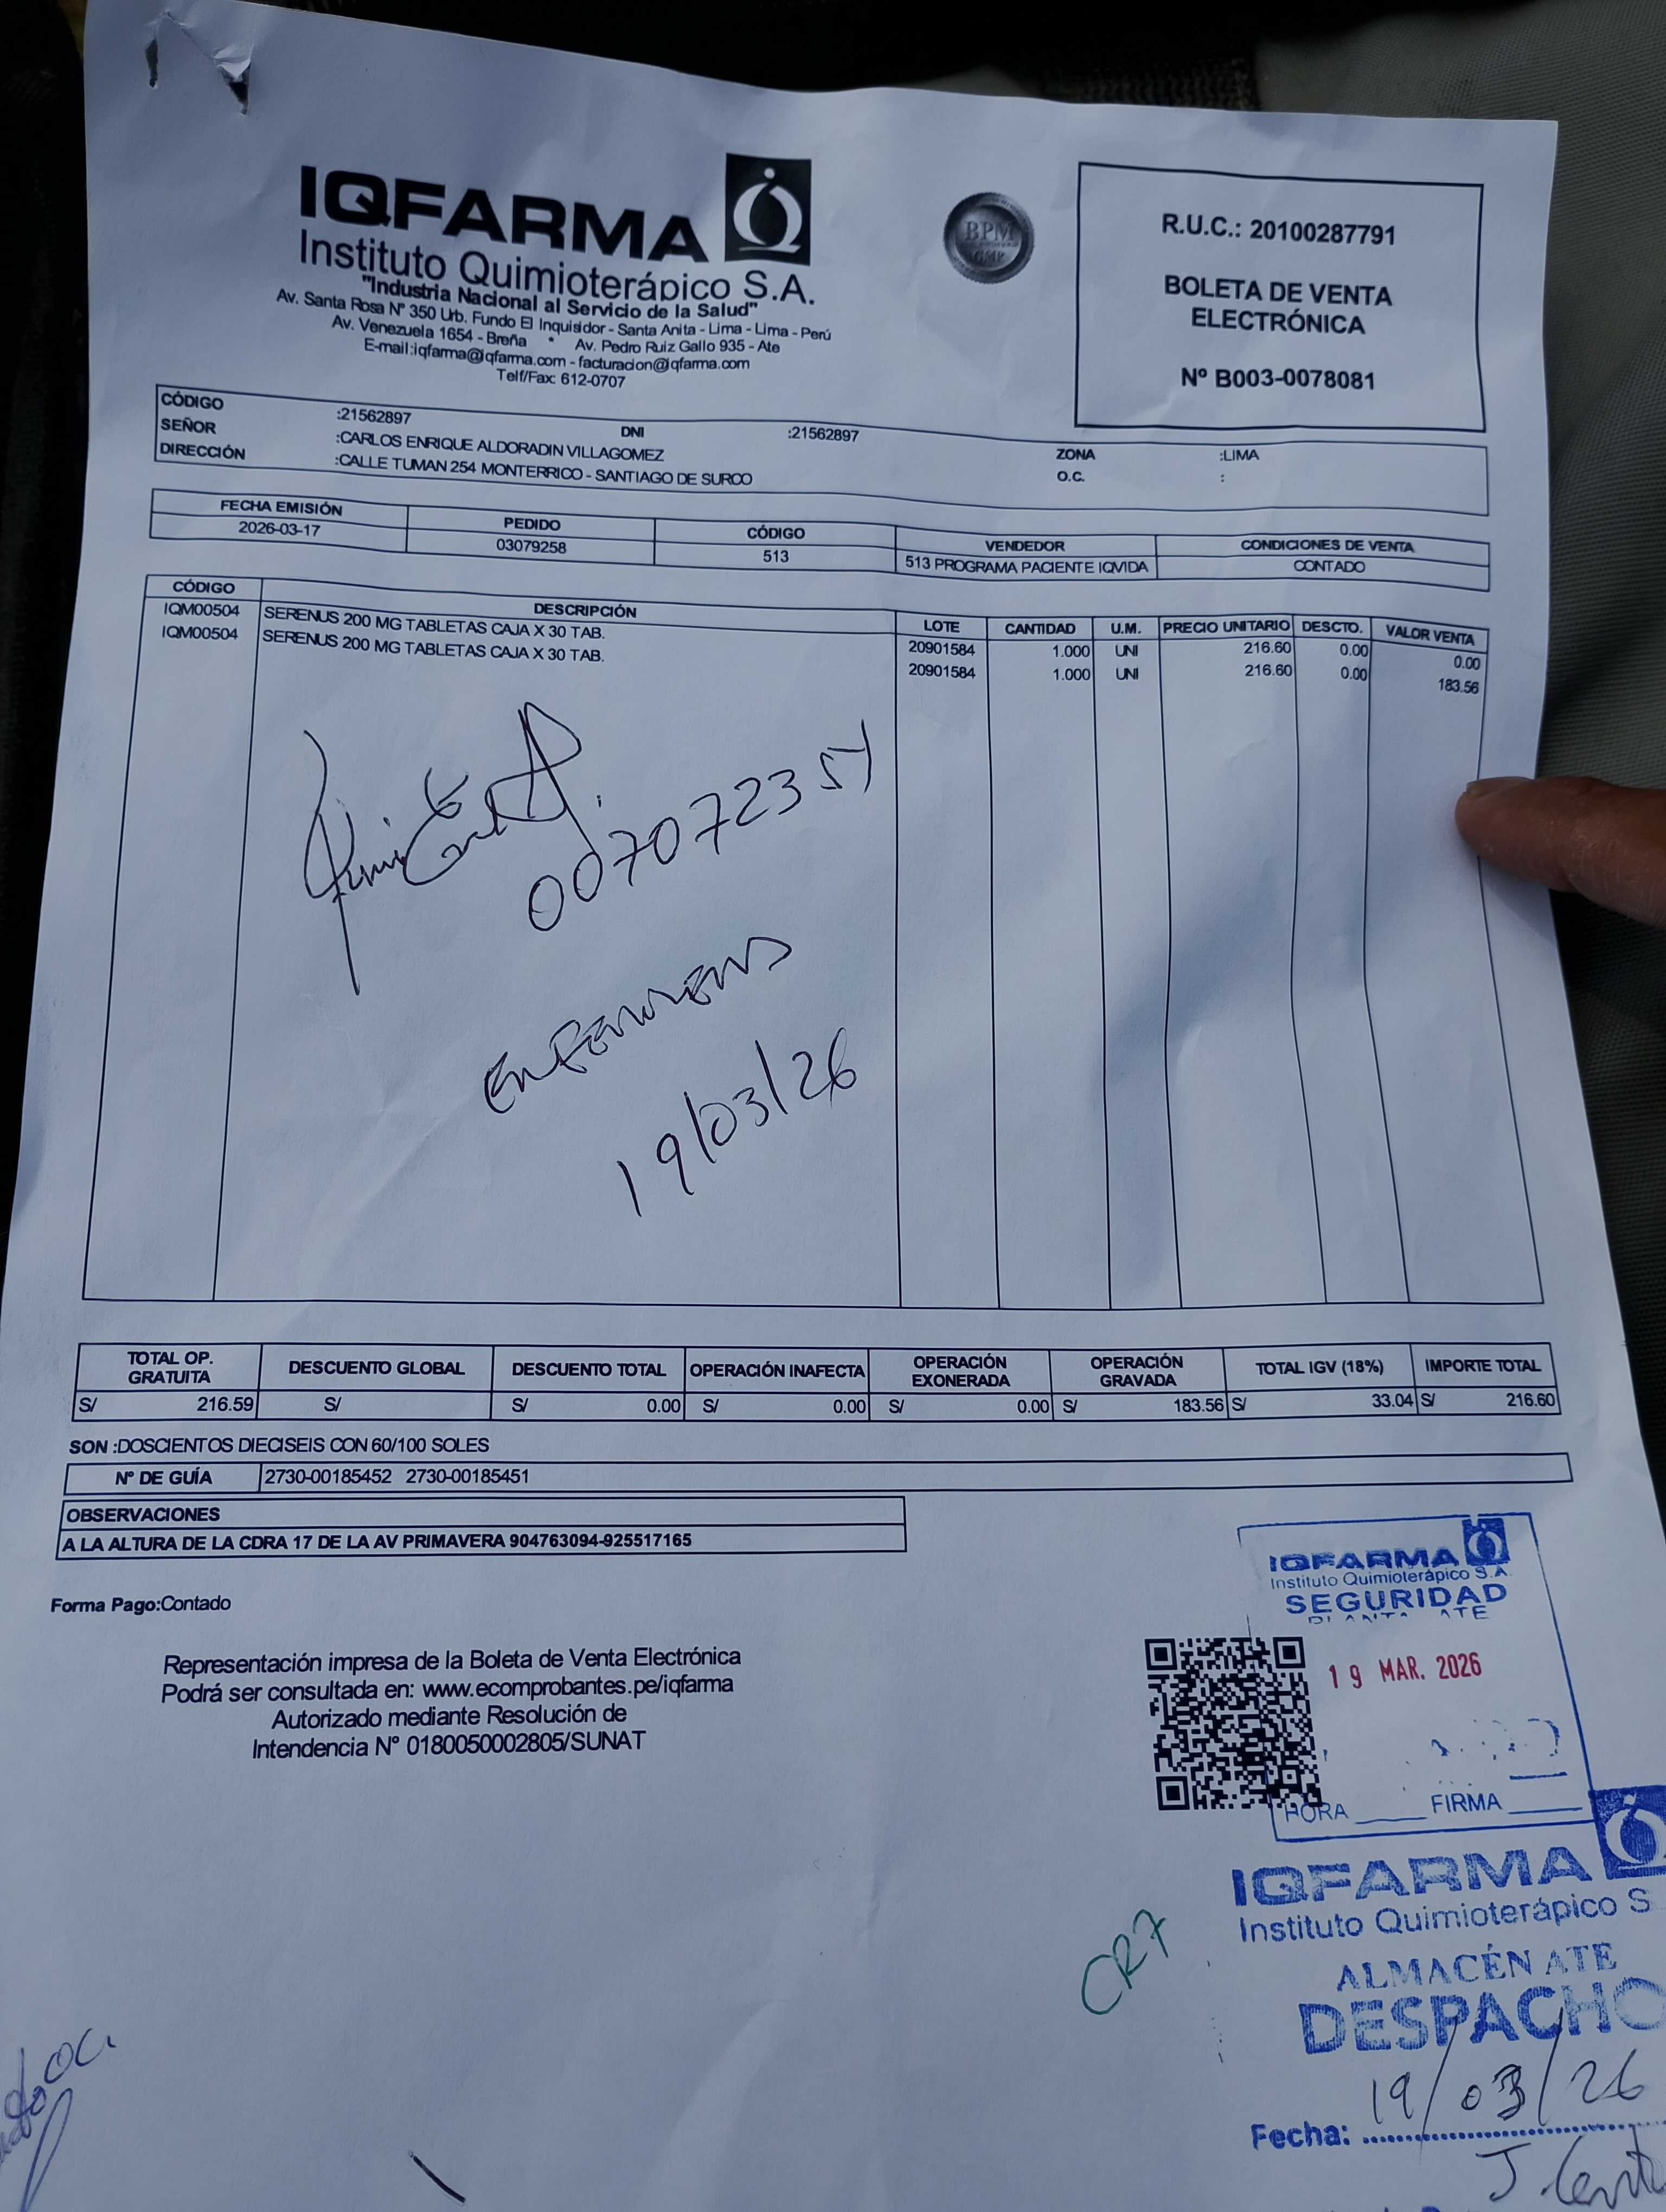 IQFARMA
Instituto Quimioterápico S.A.
"Industria Nacional al Servicio de la Salud"
Av. Santa Rosa N° 350 Urb. Fundo El Inquisidor - Santa Anita - Lima - Lima - Perú
Av. Venezuela 1654 - Breña * Av. Pedro Ruiz Gallo 935 - Ate
E-mail:iqfarma@iqfarma.com - facturacion@iqfarma.com
Telf/Fax: 612-0707
BPM
GMP
R.U.C.: 20100287791
BOLETA DE VENTA
ELECTRÓNICA
Nº B003-0078081
CÓDIGO :21562897 DNI :21562897
SEÑOR :CARLOS ENRIQUE ALDORADIN VILLAGOMEZ ZONA :LIMA
DIRECCIÓN :CALLE TUMAN 254 MONTERRICO - SANTIAGO DE SURCO O.C. :
FECHA EMISIÓN PEDIDO CÓDIGO VENDEDOR CONDICIONES DE VENTA
2026-03-17 03079258 513 513 PROGRAMA PACIENTE IQVIDA CONTADO
CÓDIGO DESCRIPCIÓN LOTE CANTIDAD U.M. PRECIO UNITARIO DESCTO. VALOR VENTA
IQM00504 SERENUS 200 MG TABLETAS CAJA X 30 TAB. 20901584 1.000 UNI 216.60 0.00 0.00
IQM00504 SERENUS 200 MG TABLETAS CAJA X 30 TAB. 20901584 1.000 UNI 216.60 0.00 183.56
007072354
19/03/26
TOTAL OP. GRATUITA DESCUENTO GLOBAL DESCUENTO TOTAL OPERACIÓN INAFECTA OPERACIÓN EXONERADA OPERACIÓN GRAVADA TOTAL IGV (18%) IMPORTE TOTAL
S/ 216.59 S/ S/ 0.00 S/ 0.00 S/ 0.00 S/ 183.56 S/ 33.04 S/ 216.60
SON :DOSCIENTOS DIECISEIS CON 60/100 SOLES
Nº DE GUÍA 2730-00185452 2730-00185451
OBSERVACIONES
A LA ALTURA DE LA CDRA 17 DE LA AV PRIMAVERA 904763094-925517165
Forma Pago:Contado
Representación impresa de la Boleta de Venta Electrónica
Podrá ser consultada en: www.ecomprobantes.pe/iqfarma
Autorizado mediante Resolución de
Intendencia Nº 0180050002805/SUNAT
IQFARMA
Instituto Quimioterápico S.A.
SEGURIDAD
PLANTA ATE
19 MAR. 2026
HORA FIRMA
CR7
IQFARMA
Instituto Quimioterápico S
ALMACÉN ATE
DESPACHO
19/03/26
Fecha: